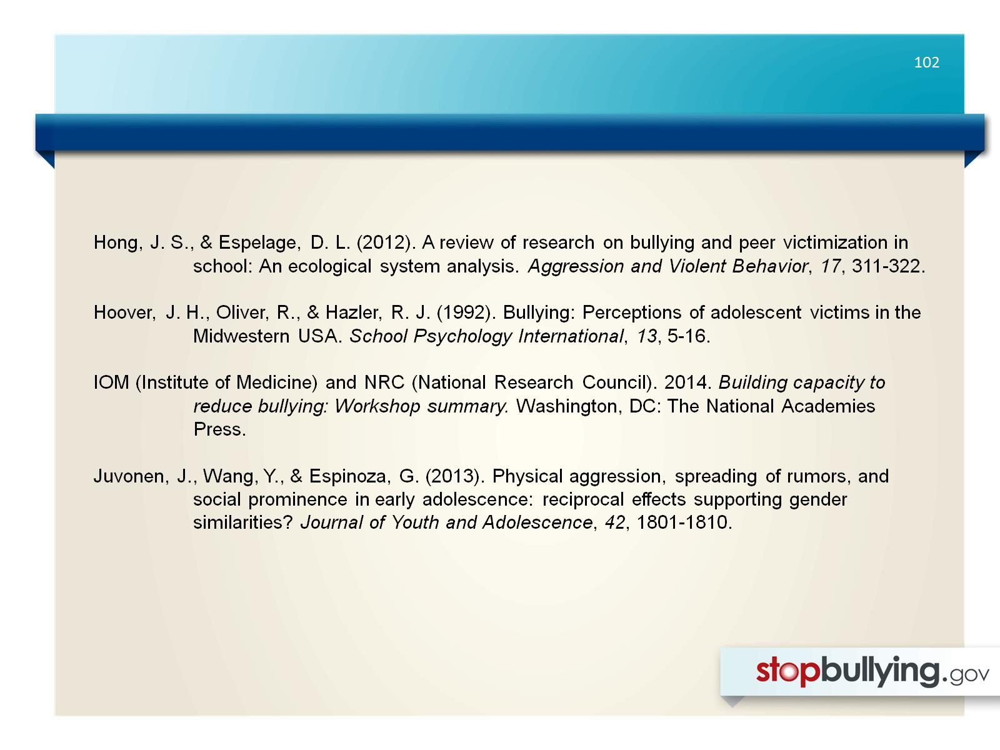 102
Hong, J. S., & Espelage, D. L. (2012). A review of research on bullying and peer victimization in
school: An ecological system analysis. Aggression and Violent Behavior, 17, 311-322.
Hoover, J. H., Oliver, R., & Hazler, R. J. (1992). Bullying: Perceptions of adolescent victims in the
Midwestern USA. School Psychology International, 13, 5-16.
IOM (Institute of Medicine) and NRC (National Research Council). 2014. Building capacity to
reduce bullying: Workshop summary. Washington, DC: The National Academies
Press.
Juvonen, J., Wang, Y., & Espinoza, G. (2013). Physical aggression, spreading of rumors, and
social prominence in early adolescence: reciprocal effects supporting gender
similarities? Journal of Youth and Adolescence, 42, 1801-1810.
stopbullying.gov